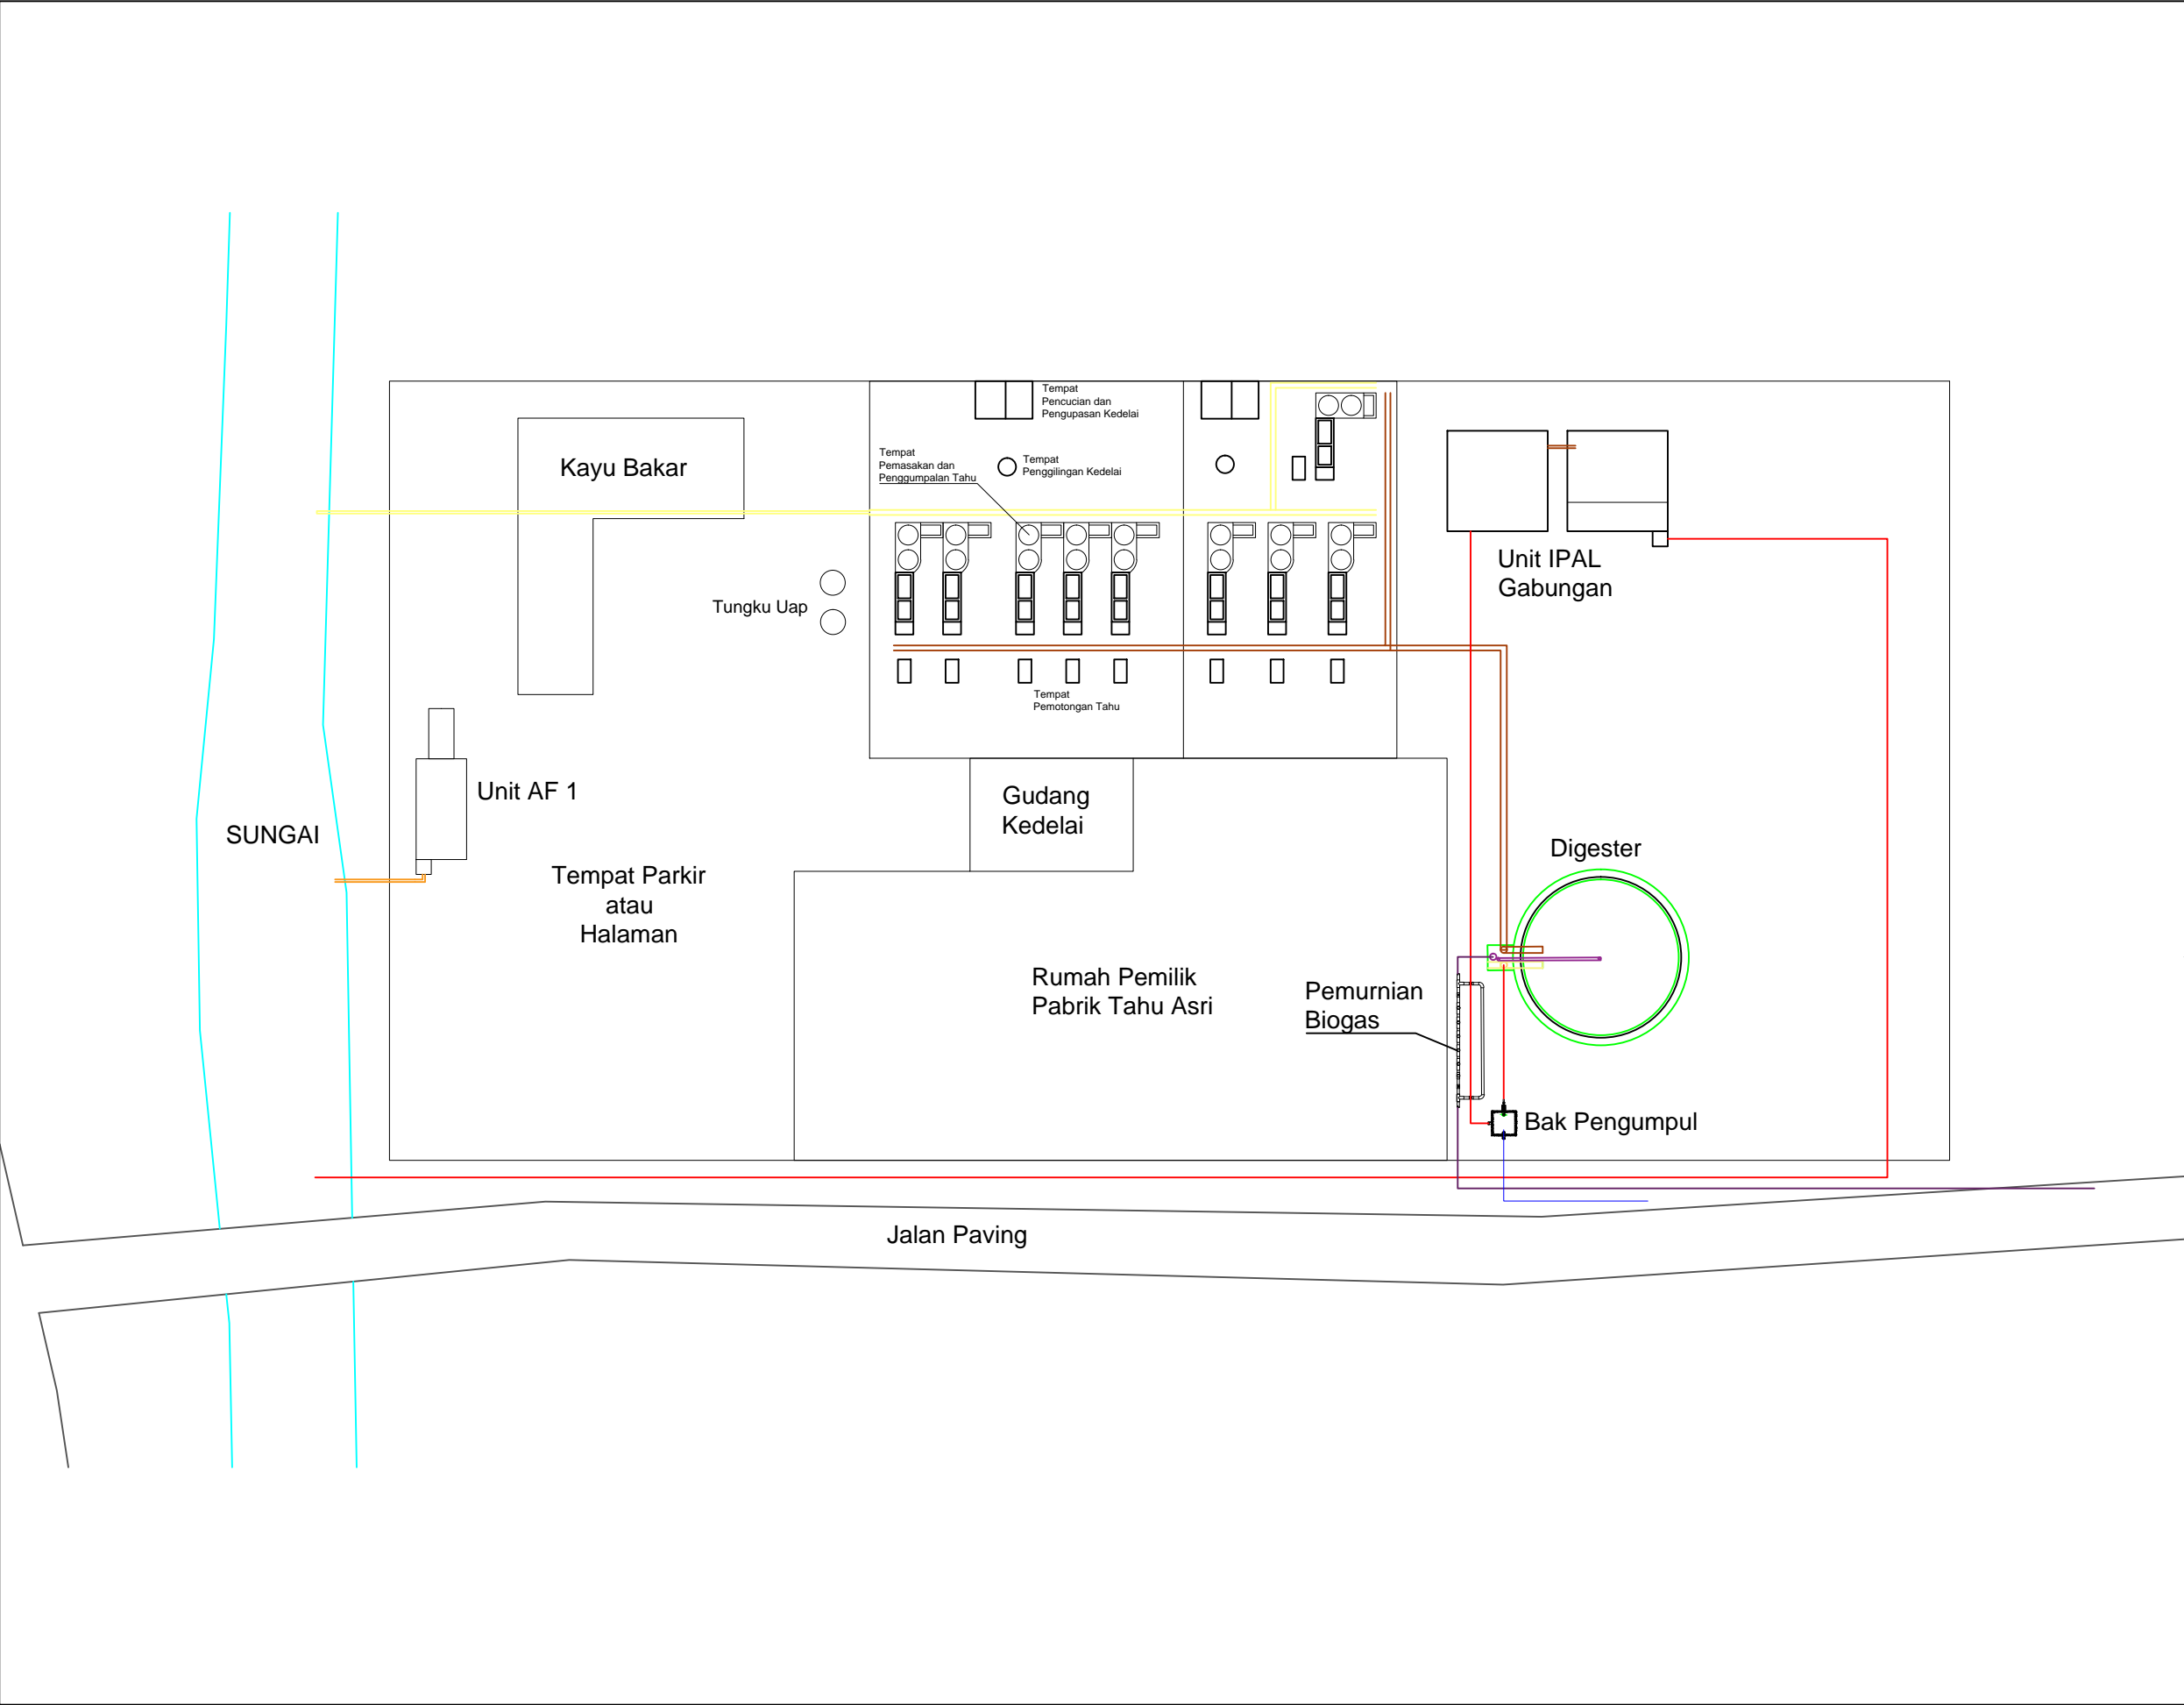 Tempat
Pencucian dan
Pengupasan Kedelai
Kayu Bakar
Tempat
Pemasakan dan
Penggumpalan Tahu
Tempat
Penggilingan Kedelai
Unit IPAL
Gabungan
Tungku Uap
Tempat
Pemotongan Tahu
Unit AF 1
Gudang
Kedelai
SUNGAI
Digester
Tempat Parkir
atau
Halaman
Rumah Pemilik
Pabrik Tahu Asri
Pemurnian
Biogas
Bak Pengumpul
Jalan Paving